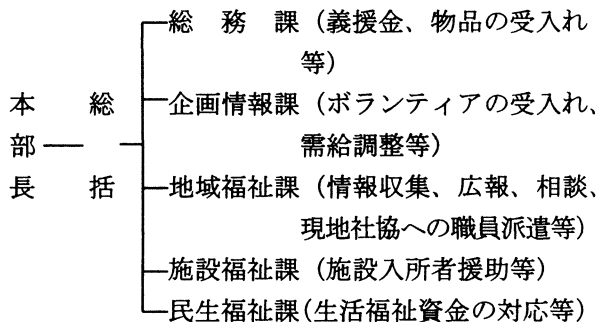 本部長
総括
総務課（義援金、物品の受入れ
等）
企画情報課（ボランティアの受入れ、
需給調整等）
地域福祉課（情報収集、広報、相談、
現地社協への職員派遣等）
施設福祉課（施設入所者援助等）
民生福祉課（生活福祉資金の対応等）